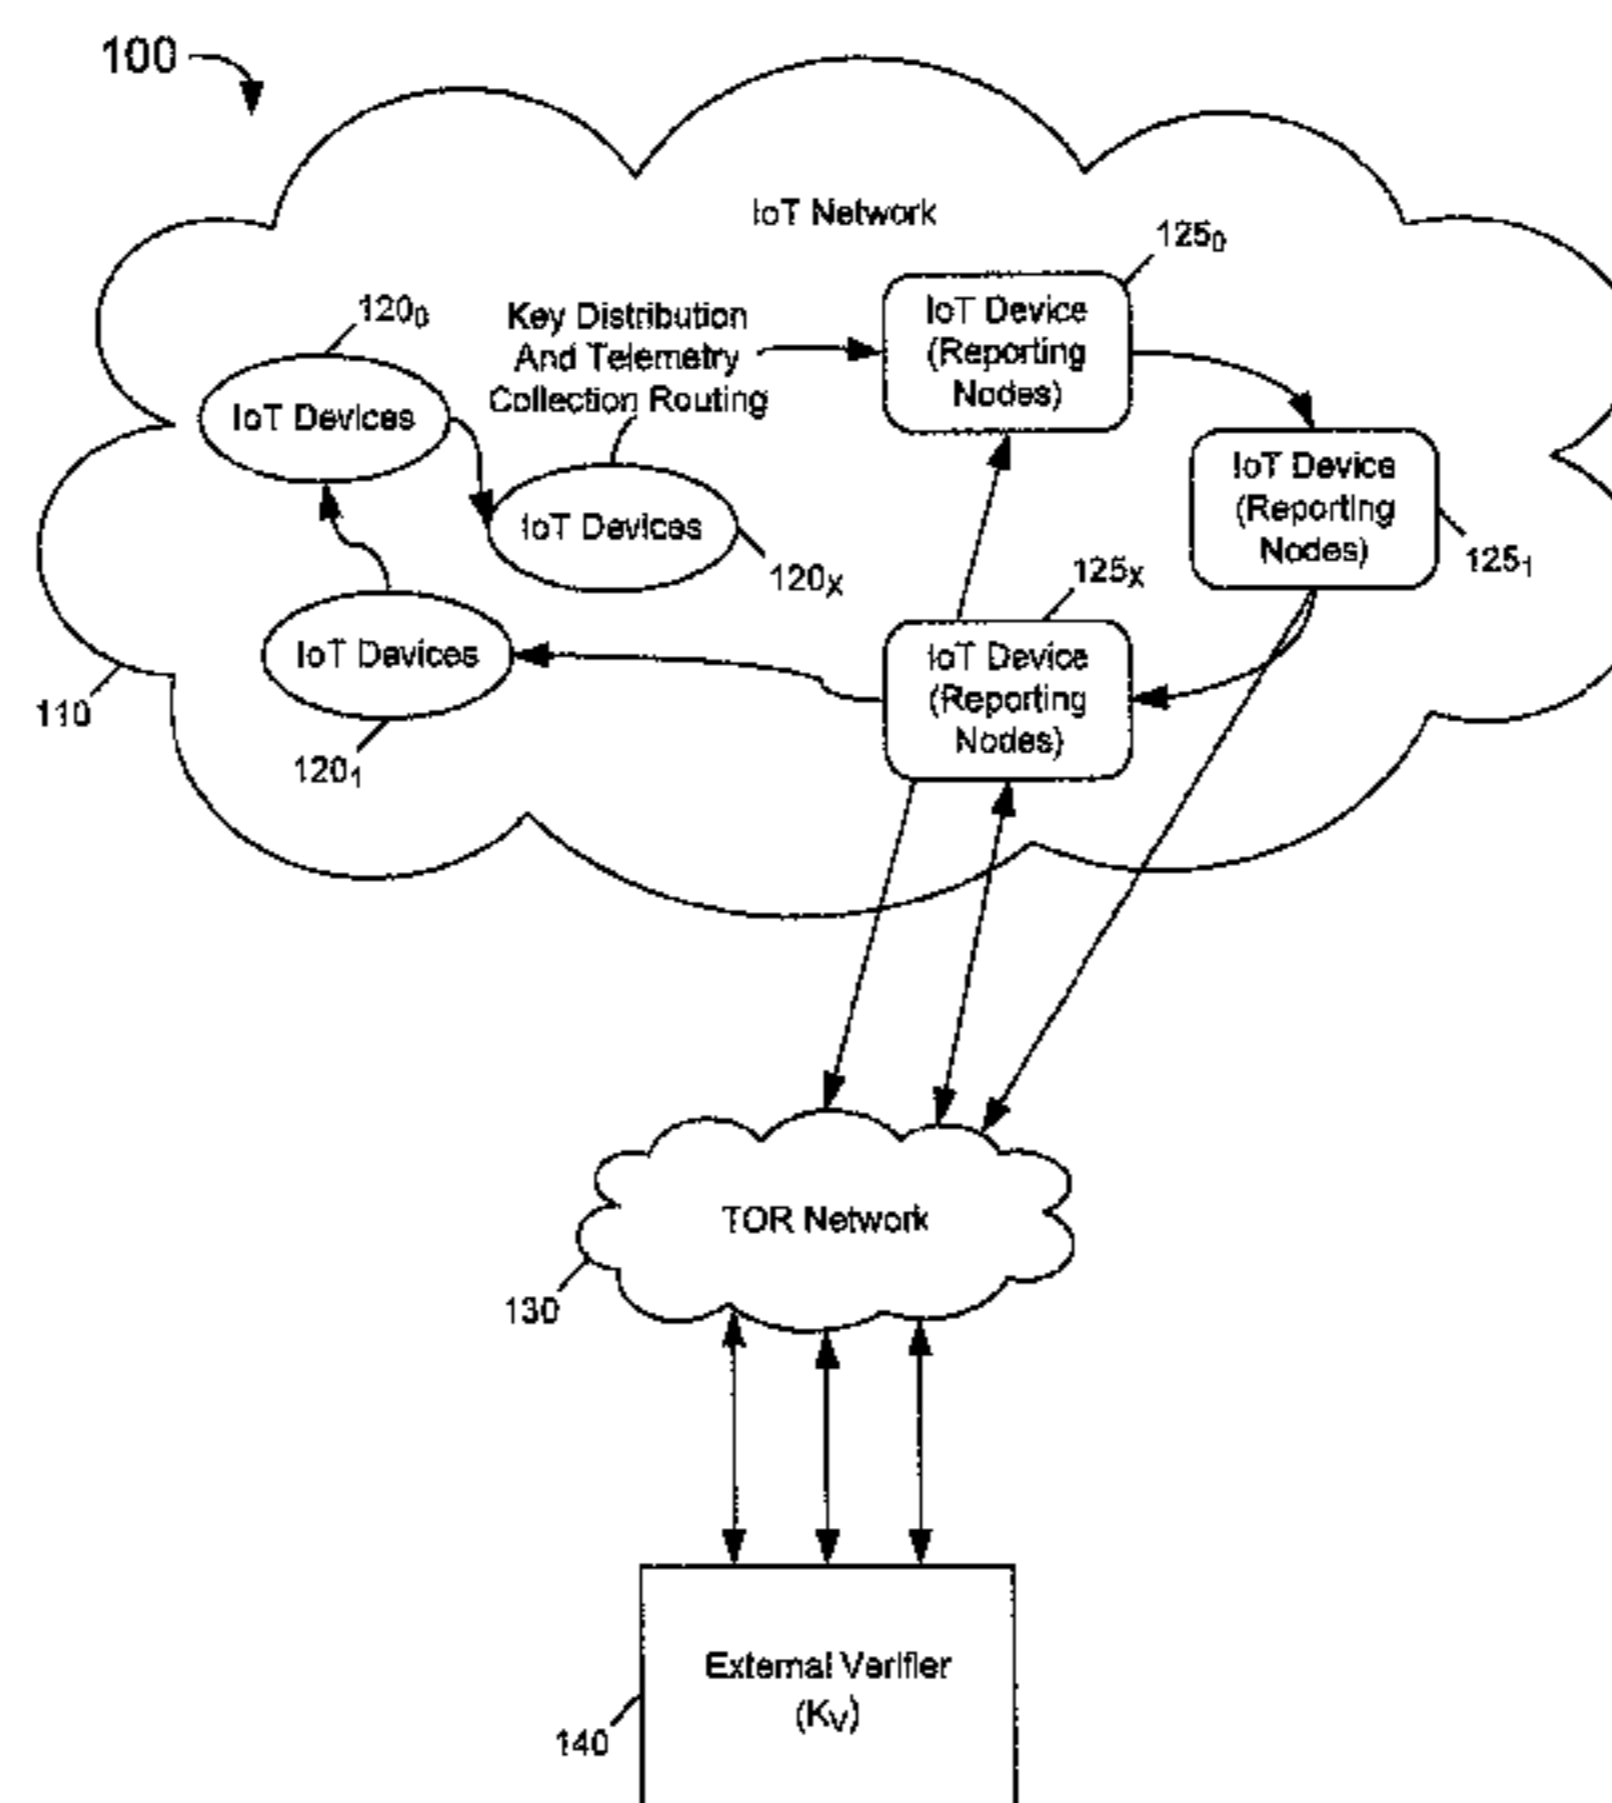 100
IoT Network
125₀
120₀
Key Distribution
And Telemetry
Collection Routing
IoT Device
(Reporting
Nodes)
IoT Devices
IoT Devices
120ₓ
IoT Device
(Reporting
Nodes)
125₁
125ₓ
IoT Devices
120₁
IoT Device
(Reporting
Nodes)
110
TOR Network
130
External Verifier
(Kᵥ)
140